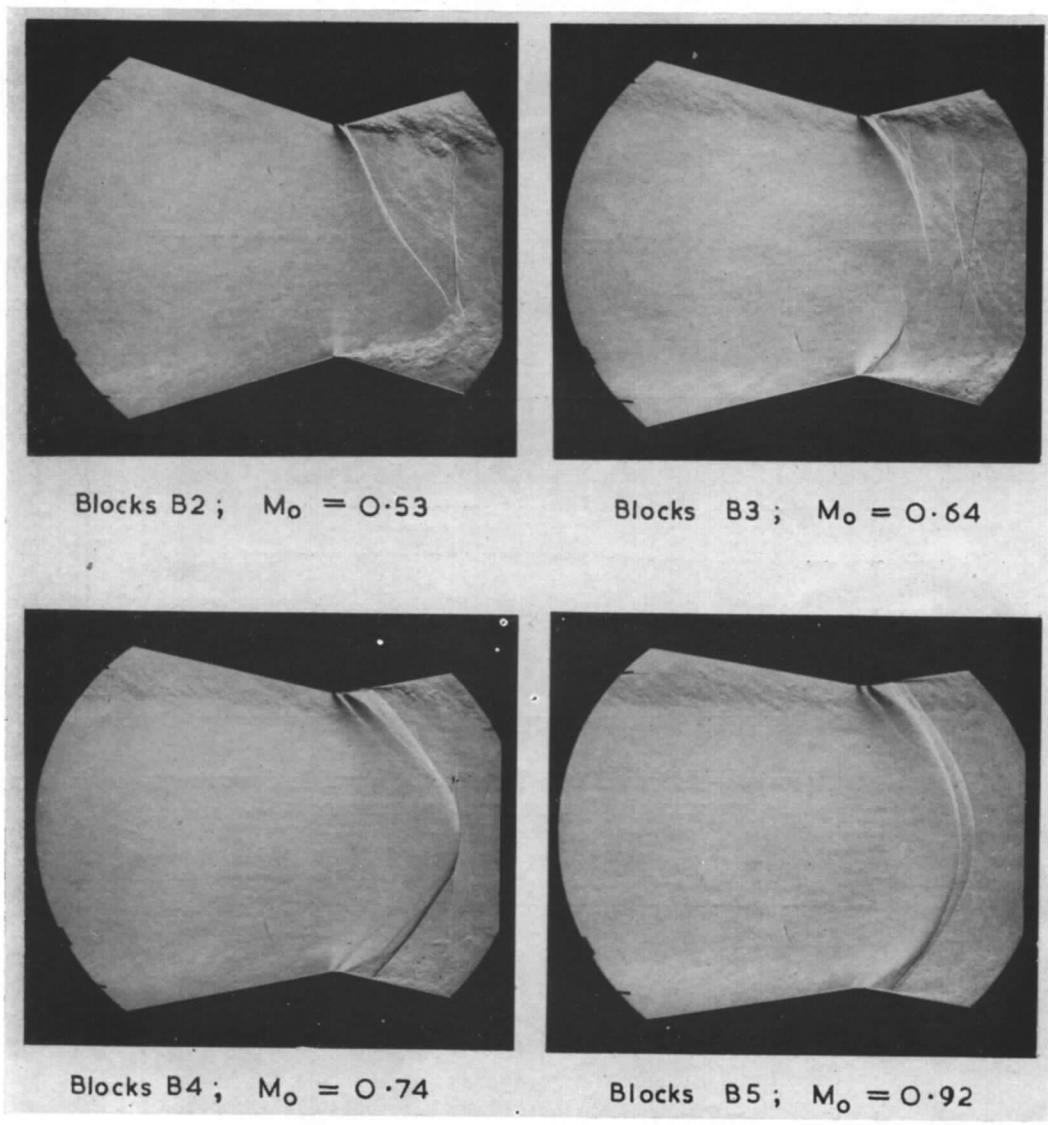 Blocks B2 ; M₀ = 0·53
Blocks B3 ; M₀ = 0·64
Blocks B4 ; M₀ = 0·74
Blocks B5 ; M₀ = 0·92